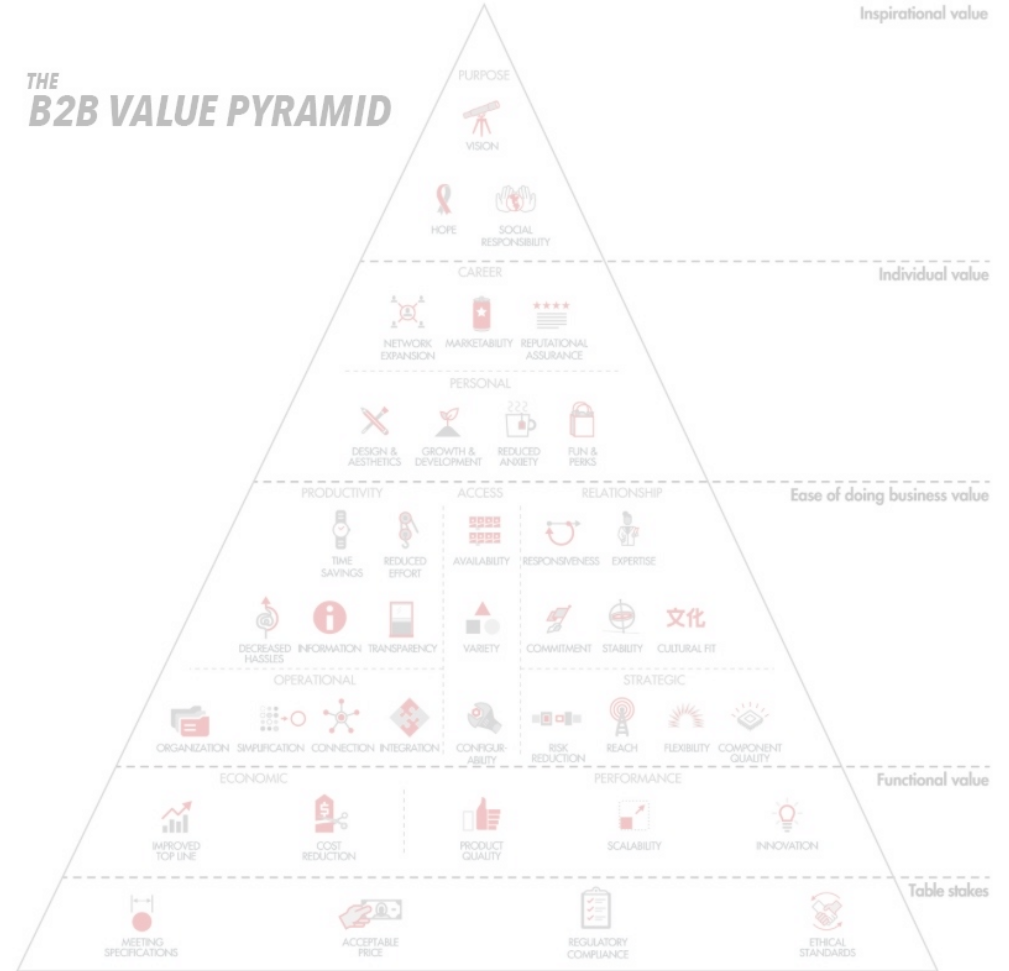 Inspirational value
THE
B2B VALUE PYRAMID
PURPOSE
VISION
HOPE
SOCIAL
RESPONSIBILITY
Individual value
CAREER
NETWORK
EXPANSION
MARKETABILITY
REPUTATIONAL
ASSURANCE
PERSONAL
DESIGN &
AESTHETICS
GROWTH &
DEVELOPMENT
REDUCED
ANXIETY
FUN &
PERKS
Ease of doing business value
PRODUCTIVITY
ACCESS
RELATIONSHIP
TIME
SAVINGS
REDUCED
EFFORT
AVAILABILITY
RESPONSIVENESS
EXPERTISE
文化
DECREASED
HASSLES
INFORMATION
TRANSPARENCY
VARIETY
COMMITMENT
STABILITY
CULTURAL FIT
OPERATIONAL
STRATEGIC
ORGANIZATION
SIMPLIFICATION
CONNECTION
INTEGRATION
CONFIGUR-
ABILITY
RISK
REDUCTION
REACH
FLEXIBILITY
COMPONENT
QUALITY
Functional value
ECONOMIC
PERFORMANCE
$
IMPROVED
TOP LINE
COST
REDUCTION
PRODUCT
QUALITY
SCALABILITY
INNOVATION
Table stakes
MEETING
SPECIFICATIONS
ACCEPTABLE
PRICE
REGULATORY
COMPLIANCE
ETHICAL
STANDARDS